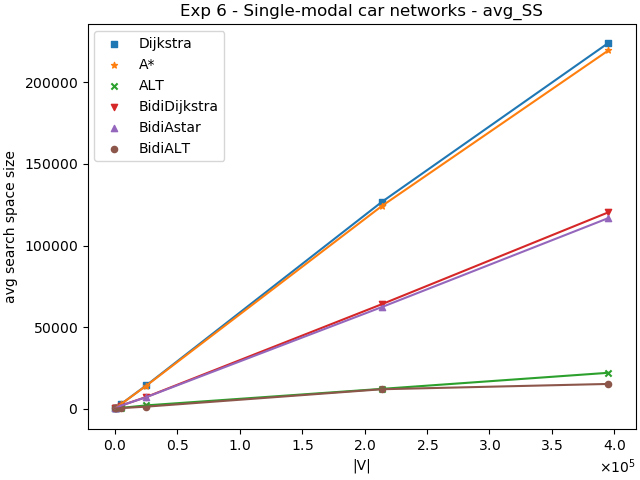 Exp 6 - Single-modal car networks - avg_SS
Dijkstra
A*
ALT
BidiDijkstra
BidiAstar
BidiALT
avg search space size
200000
150000
100000
50000
0
0.0 0.5 1.0 1.5 2.0 2.5 3.0 3.5 4.0
|V|
×10⁵